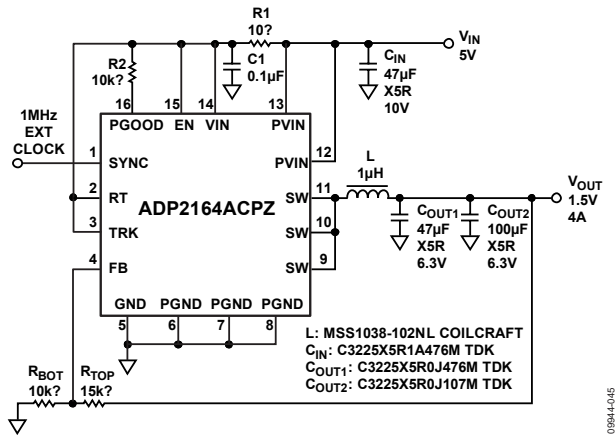 R1
10?
V_IN
5V
R2
10k?
C1
0.1µF
C_IN
47µF
X5R
10V
16
15
14
13
PGOOD
EN
VIN
PVIN
1MHz
EXT
CLOCK
1
SYNC
PVIN
12
L
1µH
2
RT
SW
11
ADP2164ACPZ
V_OUT
1.5V
4A
3
TRK
SW
10
C_OUT1
47µF
X5R
6.3V
C_OUT2
100µF
X5R
6.3V
4
FB
SW
9
GND
PGND
PGND
PGND
5
6
7
8
L: MSS1038-102NL COILCRAFT
C_IN: C3225X5R1A476M TDK
C_OUT1: C3225X5R0J476M TDK
C_OUT2: C3225X5R0J107M TDK
R_BOT
10k?
R_TOP
15k?
09944-045